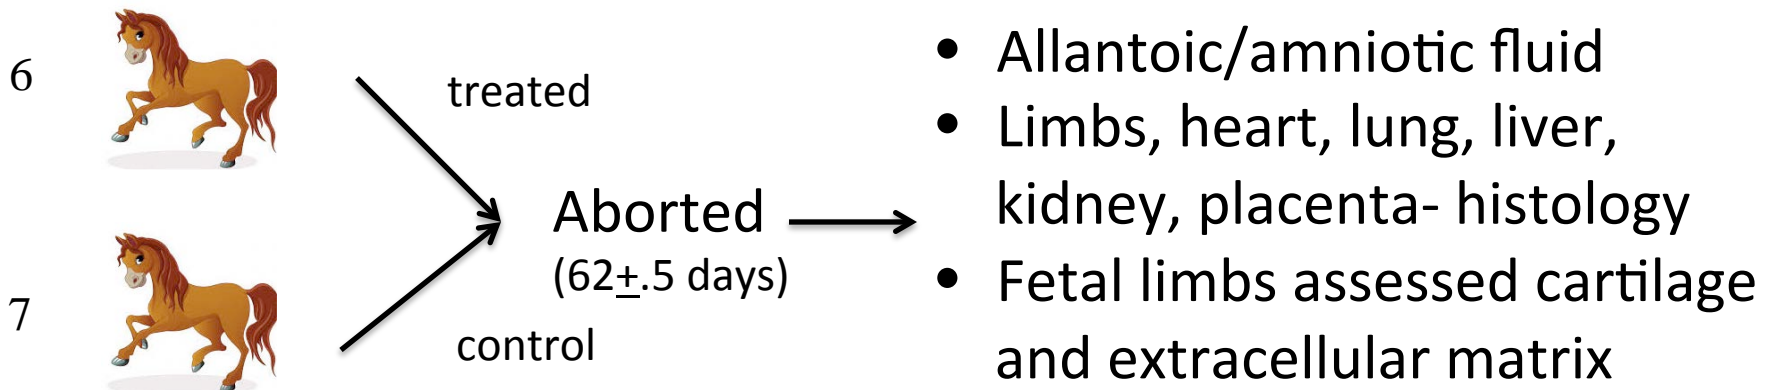 6
treated
7
control
Aborted
(62±.5 days)
• Allantoic/amniotic fluid
• Limbs, heart, lung, liver,
kidney, placenta- histology
• Fetal limbs assessed cartilage
and extracellular matrix